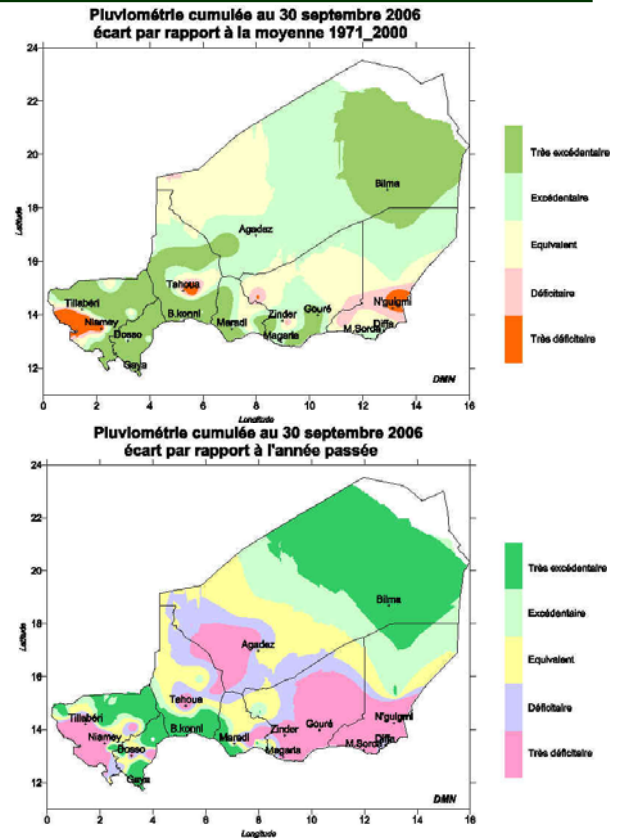 Pluviométrie cumulée au 30 septembre 2006
écart par rapport à la moyenne 1971_2000
24
22
20
18
16
14
12
Latitude
0 2 4 6 8 10 12 14 16
Longitude
Bilma
Agadez
Tahoua
Tillabéri
Niamey
Dosso
B.konni
Maradi
Zinder
Gouré
Magaria
N'guigmi
Diffa
M.Soroa
Gaya
DMN
Très excédentaire
Excédentaire
Equivalent
Déficitaire
Très déficitaire
Pluviométrie cumulée au 30 septembre 2006
écart par rapport à l'année passée
24
22
20
18
16
14
12
Latitude
0 2 4 6 8 10 12 14 16
Longitude
Bilma
Agadez
Tahoua
Tillabéri
Niamey
Dosso
B.konni
Maradi
Zinder
Gouré
Magaria
N'guigmi
Diffa
M.Soroa
Gaya
DMN
Très excédentaire
Excédentaire
Equivalent
Déficitaire
Très déficitaire